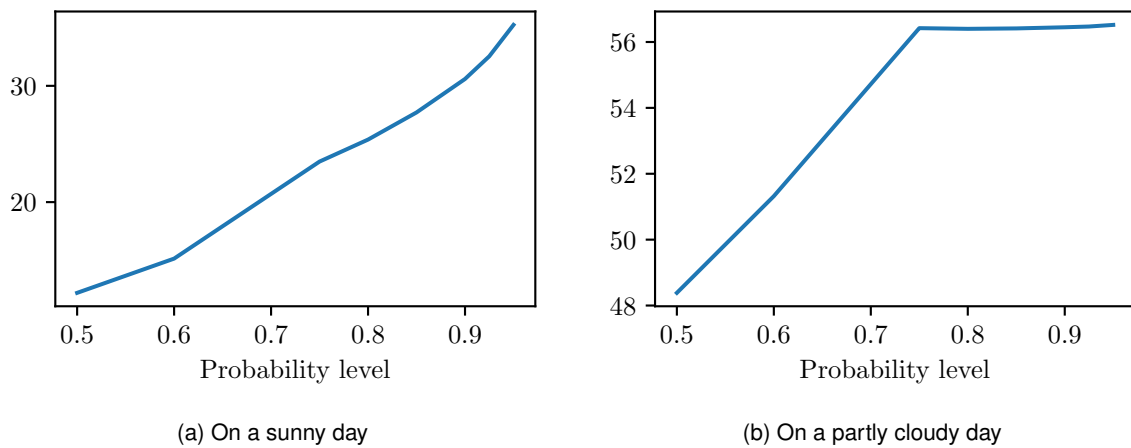 30
20
0.5 0.6 0.7 0.8 0.9
Probability level
(a) On a sunny day
56
54
52
50
48
0.5 0.6 0.7 0.8 0.9
Probability level
(b) On a partly cloudy day